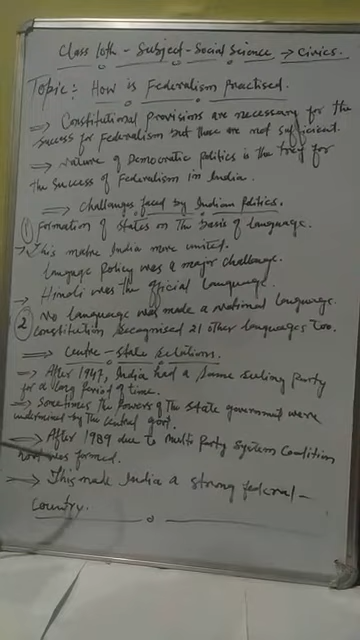 Class 10th - Subject - Social Science → Civics.
Topic: How is Federalism Practised.
⇒ Constitutional Provisions are necessary for the
success for Federalism but these are not sufficient.
⇒ Nature of Democratic Politics is the key for
the success of Federalism in India.
⇒ Challenges faced by Indian Politics.
① Formation of States on the basis of Language.
→ This make India more united.
Language Policy was a major challenge.
→ Hindi was the official Language.
No language was made a National Language.
② Constitution recognised 21 other languages too.
⇒ Centre - State relations.
→ After 1947, India had a same ruling Party
for a long Period of time.
⇒ Sometimes the Powers of the State government were
undermined by the central govt.
⇒ After 1989 due to Multi Party System Coalition
Govt was formed.
⇒ This made India a strong federal -
Country.